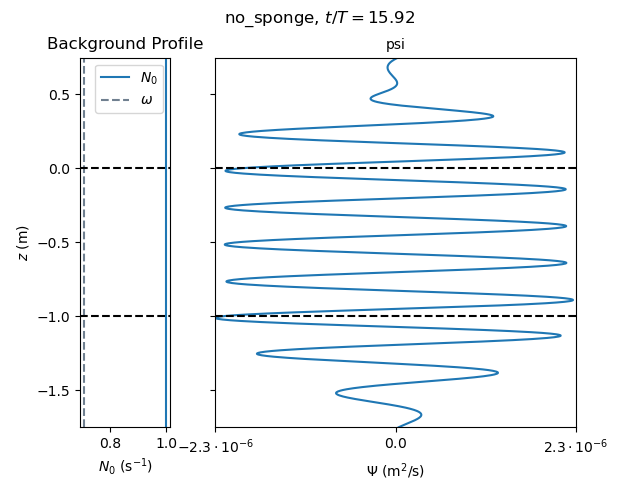 no_sponge, t/T = 15.92
Background Profile
psi
N₀
ω
0.5
0.0
−0.5
−1.0
−1.5
z (m)
0.8
1.0
N₀ (s⁻¹)
−2.3 · 10⁻⁶
0.0
2.3 · 10⁻⁶
Ψ (m²/s)